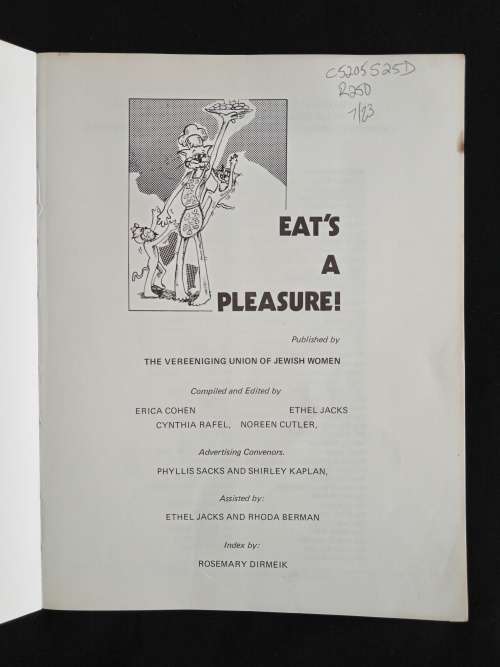 C5205S25D
R250
7/23
EAT'S
A
PLEASURE!
Published by
THE VEREENIGING UNION OF JEWISH WOMEN
Compiled and Edited by
ERICA COHEN ETHEL JACKS
CYNTHIA RAFEL, NOREEN CUTLER,
Advertising Convenors.
PHYLLIS SACKS AND SHIRLEY KAPLAN,
Assisted by:
ETHEL JACKS AND RHODA BERMAN
Index by:
ROSEMARY DIRMEIK